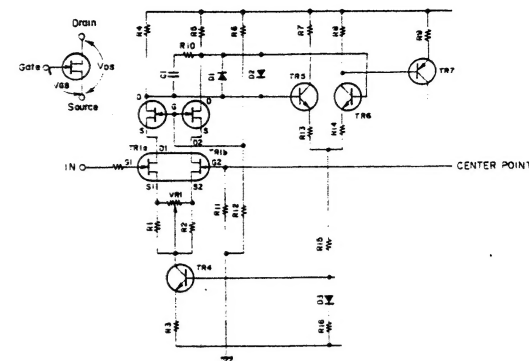 Drain
Gate
VDS
VGS
Source
R4
R5
R6
R7
R8
R9
R10
C1
D1
D2
TR5
TR6
TR7
D
G
D
S
S
R13
R14
TR1a
D1
D2
TR1b
IN
G1
G2
CENTER POINT
S1
S2
VR1
R1
R2
R11
R12
R15
TR4
D3
R3
R16